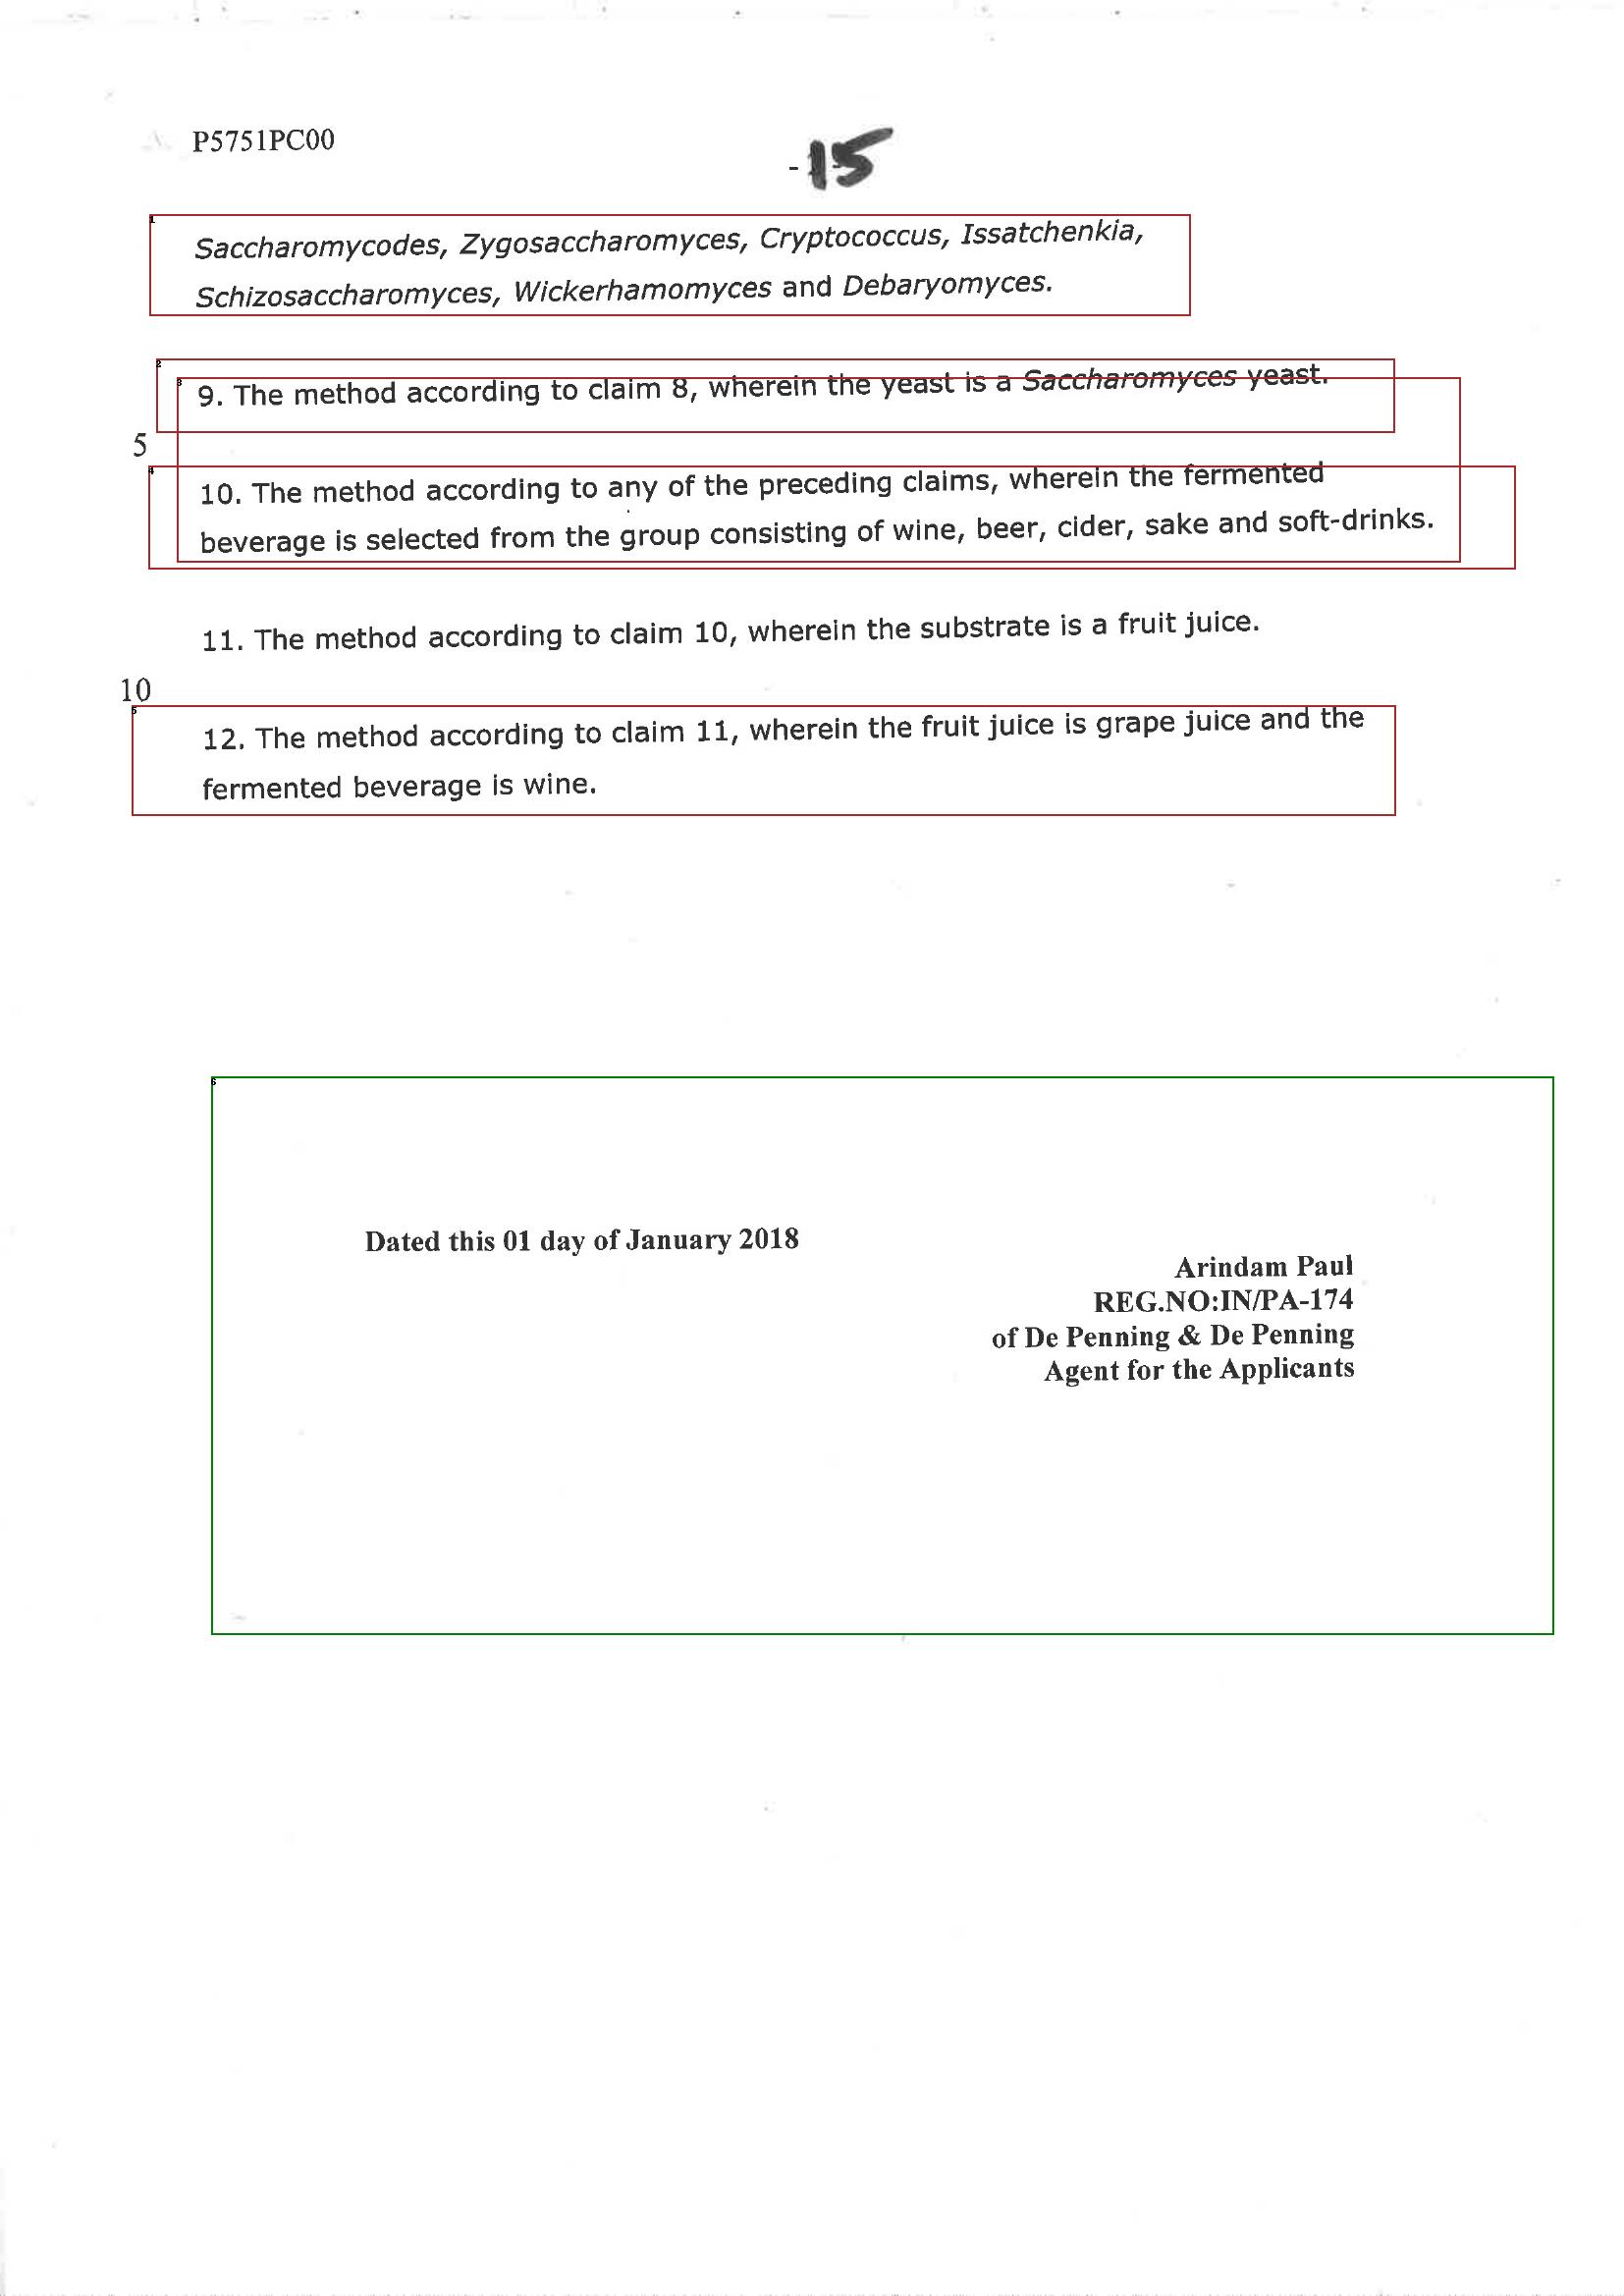 P5751PC00
-15
Saccharomycodes, Zygosaccharomyces, Cryptococcus, Issatchenkia,
Schizosaccharomyces, Wickerhamomyces and Debaryomyces.
9. The method according to claim 8, wherein the yeast is a Saccharomyces yeast.
5
10. The method according to any of the preceding claims, wherein the fermented
beverage is selected from the group consisting of wine, beer, cider, sake and soft-drinks.
11. The method according to claim 10, wherein the substrate is a fruit juice.
10
12. The method according to claim 11, wherein the fruit juice is grape juice and the
fermented beverage is wine.
Dated this 01 day of January 2018
Arindam Paul
REG.NO:IN/PA-174
of De Penning & De Penning
Agent for the Applicants